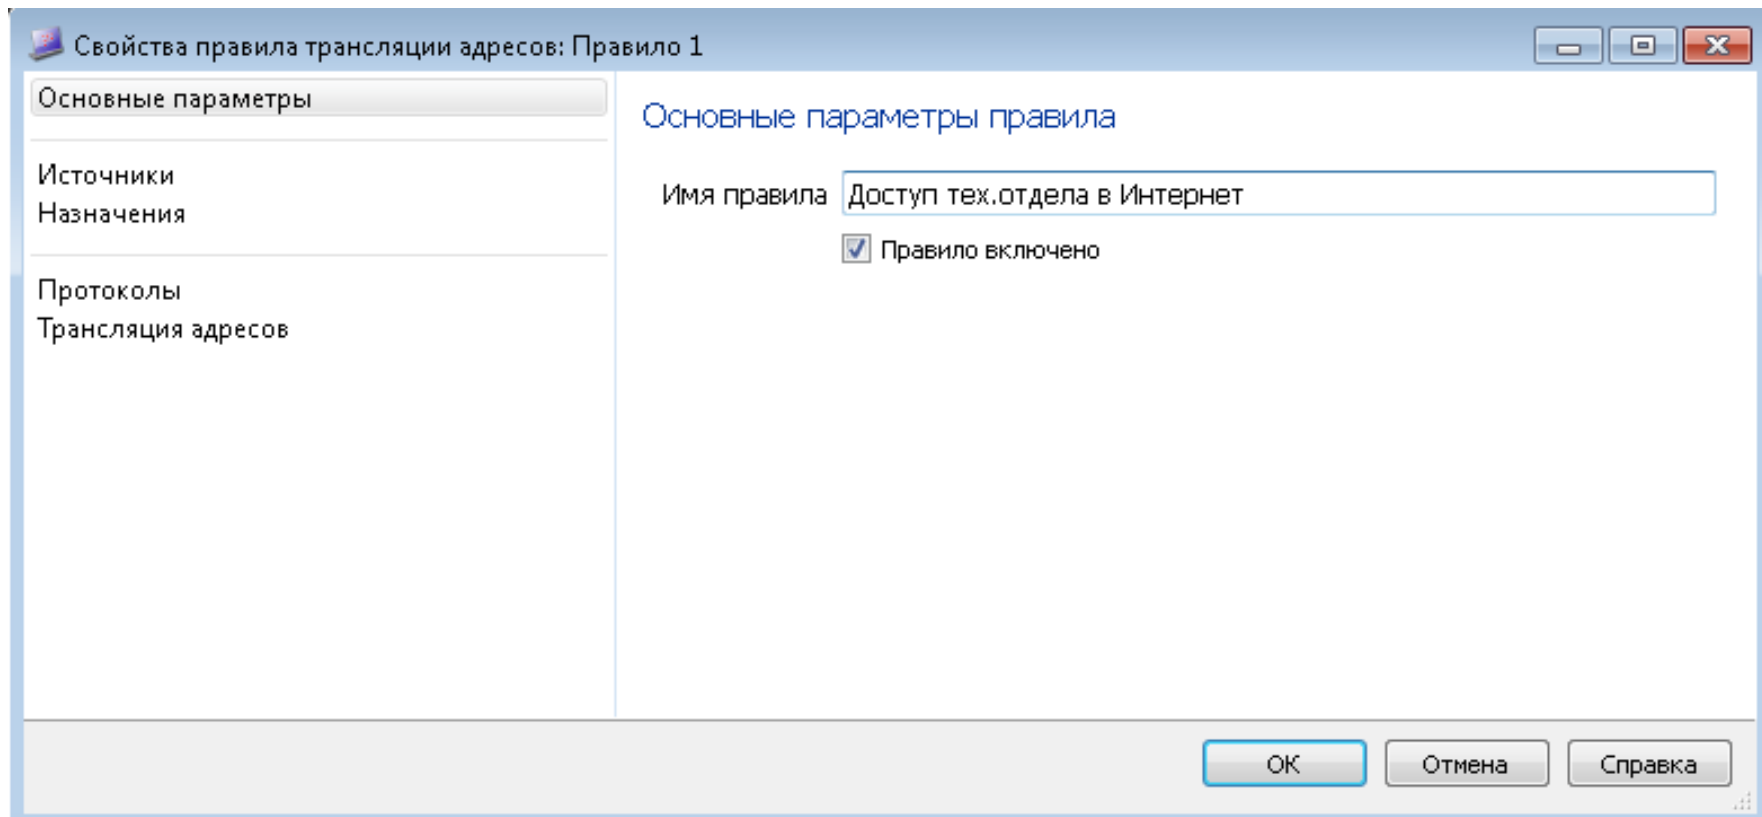 Свойства правила трансляции адресов: Правило 1
Основные параметры
Источники
Назначения
Протоколы
Трансляция адресов
Основные параметры правила
Имя правила Доступ тех.отдела в Интернет
Правило включено
ОК Отмена Справка